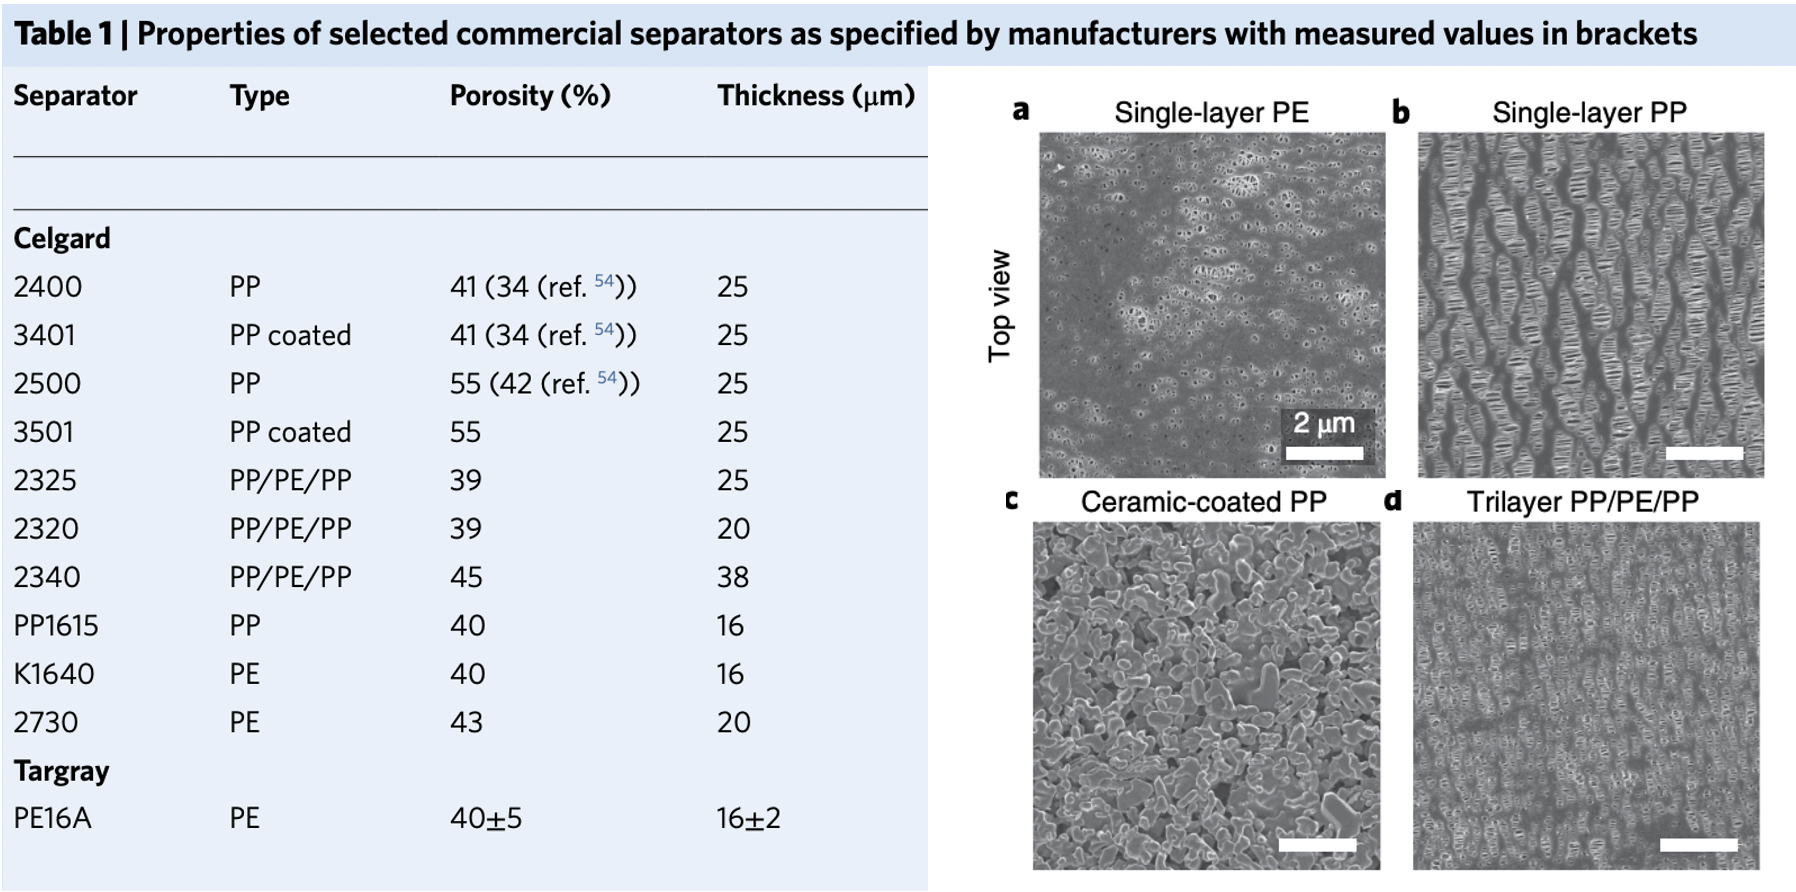 Table 1 | Properties of selected commercial separators as specified by manufacturers with measured values in brackets
Separator Type Porosity (%) Thickness (μm)
Celgard
2400 PP 41 (34 (ref. 54)) 25
3401 PP coated 41 (34 (ref. 54)) 25
2500 PP 55 (42 (ref. 54)) 25
3501 PP coated 55 25
2325 PP/PE/PP 39 25
2320 PP/PE/PP 39 20
2340 PP/PE/PP 45 38
PP1615 PP 40 16
K1640 PE 40 16
2730 PE 43 20
Targray
PE16A PE 40±5 16±2
a Single-layer PE
b Single-layer PP
Top view
2 μm
c Ceramic-coated PP
d Trilayer PP/PE/PP